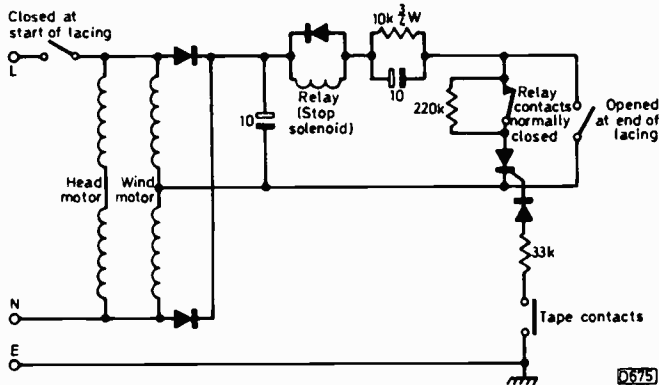 Closed at
start of lacing
L
10k 3/2 W
10
Relay
(Stop
solenoid)
10
220k
Relay
contacts
normally
closed
Opened
at end of
lacing
Head
motor
Wind
motor
33k
N
Tape contacts
E
D675